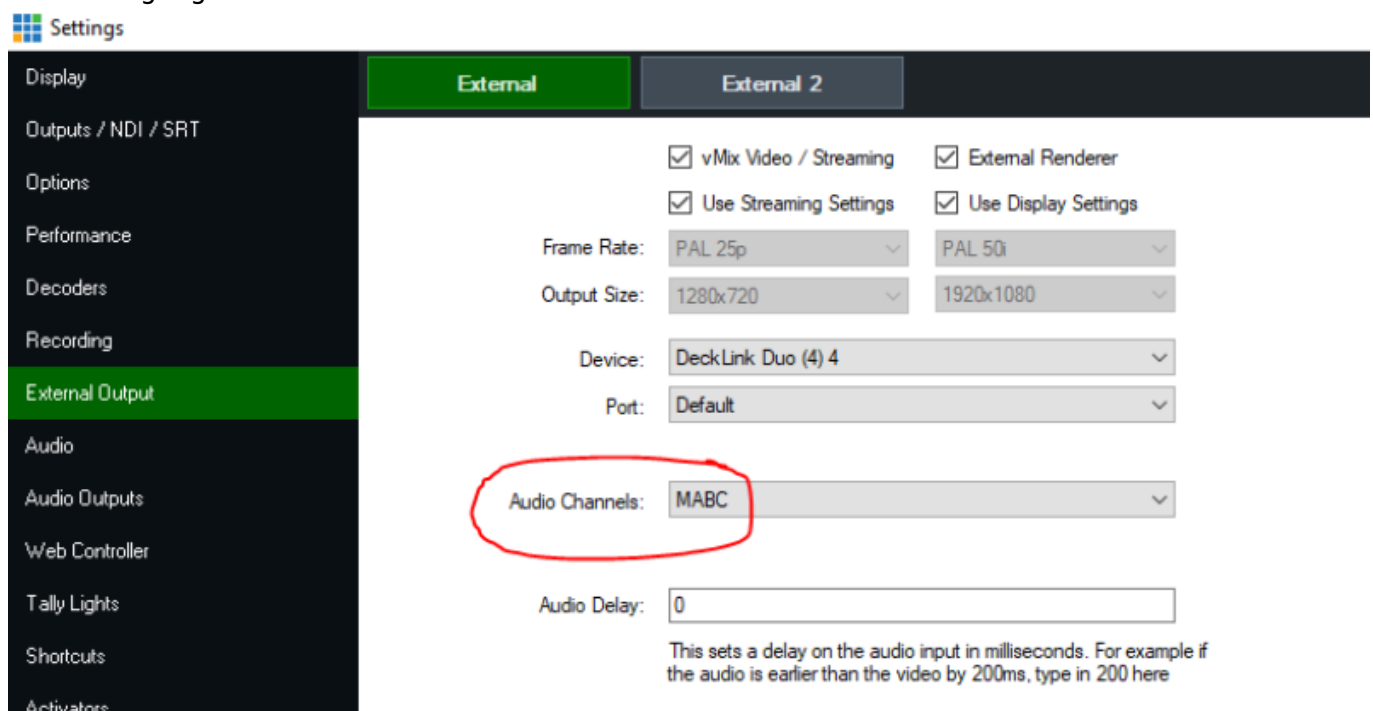 Settings
Display
External
External 2
Outputs / NDI / SRT
Options
Performance
Decoders
Recording
External Output
Audio
Audio Outputs
Web Controller
Tally Lights
Shortcuts
Activators
vMix Video / Streaming
External Renderer
Use Streaming Settings
Use Display Settings
Frame Rate:
PAL 25p
PAL 50i
Output Size:
1280x720
1920x1080
Device:
DeckLink Duo (4) 4
Port:
Default
Audio Channels:
MABC
Audio Delay:
0
This sets a delay on the audio input in milliseconds. For example if
the audio is earlier than the video by 200ms, type in 200 here